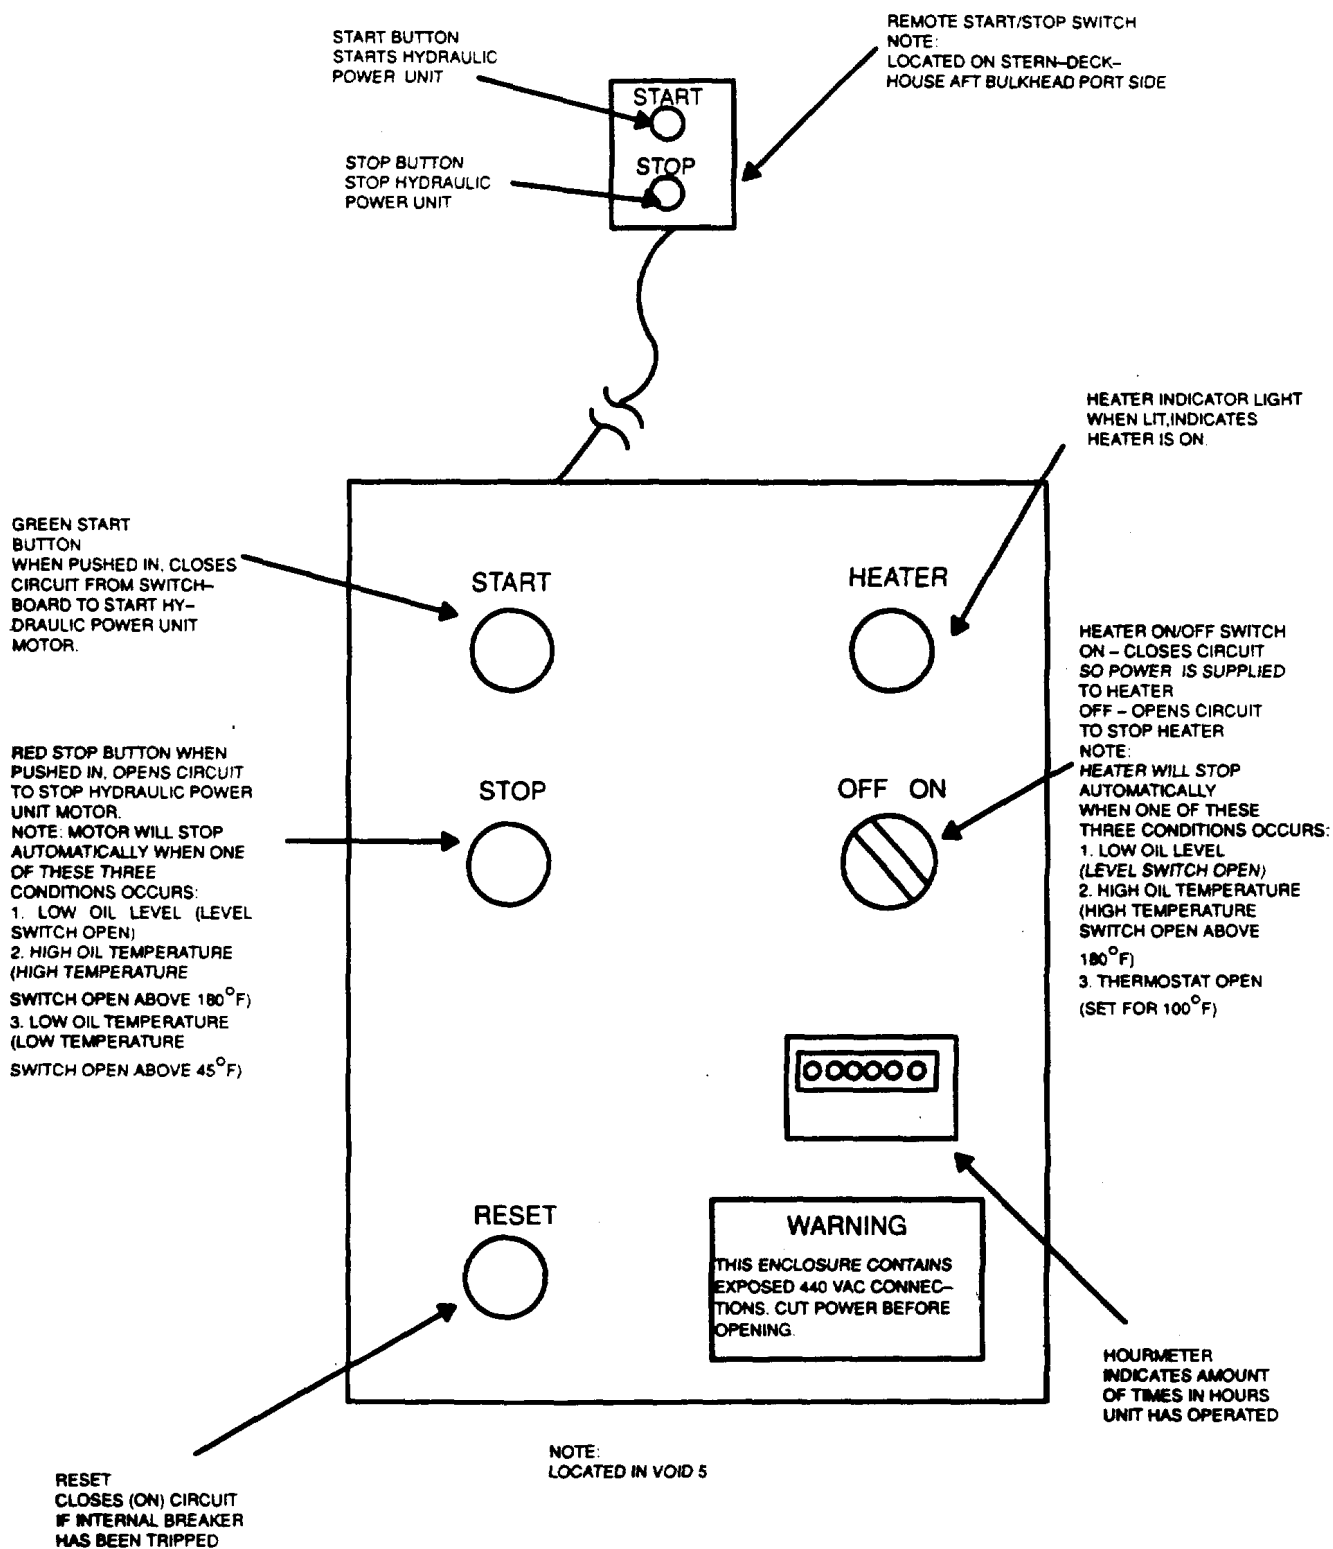 START BUTTON
STARTS HYDRAULIC
POWER UNIT
REMOTE START/STOP SWITCH
NOTE:
LOCATED ON STERN-DECK-
HOUSE AFT BULKHEAD PORT SIDE
START
STOP BUTTON
STOP HYDRAULIC
POWER UNIT
STOP
HEATER INDICATOR LIGHT
WHEN LIT,INDICATES
HEATER IS ON.
GREEN START
BUTTON
WHEN PUSHED IN, CLOSES
CIRCUIT FROM SWITCH-
BOARD TO START HY-
DRAULIC POWER UNIT
MOTOR.
START
HEATER
HEATER ON/OFF SWITCH
ON - CLOSES CIRCUIT
SO POWER IS SUPPLIED
TO HEATER
OFF - OPENS CIRCUIT
TO STOP HEATER
NOTE:
HEATER WILL STOP
AUTOMATICALLY
WHEN ONE OF THESE
THREE CONDITIONS OCCURS:
1. LOW OIL LEVEL
(LEVEL SWITCH OPEN)
2. HIGH OIL TEMPERATURE
(HIGH TEMPERATURE
SWITCH OPEN ABOVE
180°F)
3. THERMOSTAT OPEN
(SET FOR 100°F)
RED STOP BUTTON WHEN
PUSHED IN, OPENS CIRCUIT
TO STOP HYDRAULIC POWER
UNIT MOTOR.
NOTE: MOTOR WILL STOP
AUTOMATICALLY WHEN ONE
OF THESE THREE
CONDITIONS OCCURS:
1. LOW OIL LEVEL (LEVEL
SWITCH OPEN)
2. HIGH OIL TEMPERATURE
(HIGH TEMPERATURE
SWITCH OPEN ABOVE 180°F)
3. LOW OIL TEMPERATURE
(LOW TEMPERATURE
SWITCH OPEN ABOVE 45°F)
STOP
OFF ON
RESET
WARNING
THIS ENCLOSURE CONTAINS
EXPOSED 440 VAC CONNEC-
TIONS. CUT POWER BEFORE
OPENING.
HOURMETER
INDICATES AMOUNT
OF TIMES IN HOURS
UNIT HAS OPERATED
NOTE:
LOCATED IN VOID 5
RESET
CLOSES (ON) CIRCUIT
IF INTERNAL BREAKER
HAS BEEN TRIPPED